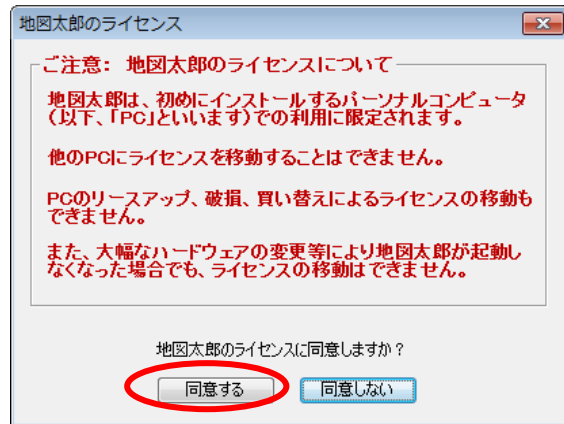 地図太郎のライセンス
ご注意： 地図太郎のライセンスについて
地図太郎は、初めにインストールするパーソナルコンピュータ
（以下、「PC」といいます）での利用に限定されます。
他のPCにライセンスを移動することはできません。
PCのリースアップ、破損、買い替えによるライセンスの移動も
できません。
また、大幅なハードウェアの変更等により地図太郎が起動し
なくなった場合でも、ライセンスの移動はできません。
地図太郎のライセンスに同意しますか？
同意する
同意しない